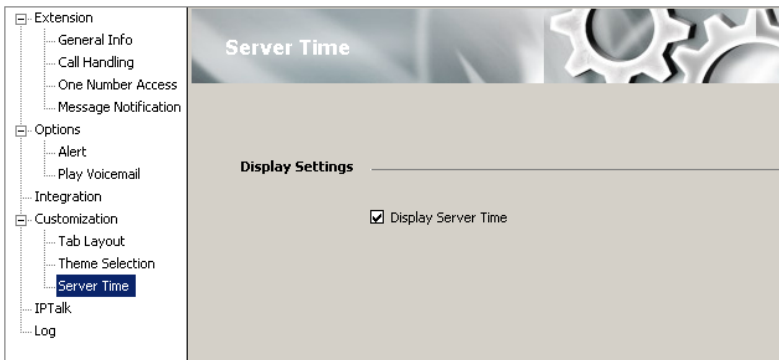 Extension
General Info
Call Handling
One Number Access
Message Notification
Options
Alert
Play Voicemail
Integration
Customization
Tab Layout
Theme Selection
Server Time
IPTalk
Log
Server Time
Display Settings
Display Server Time